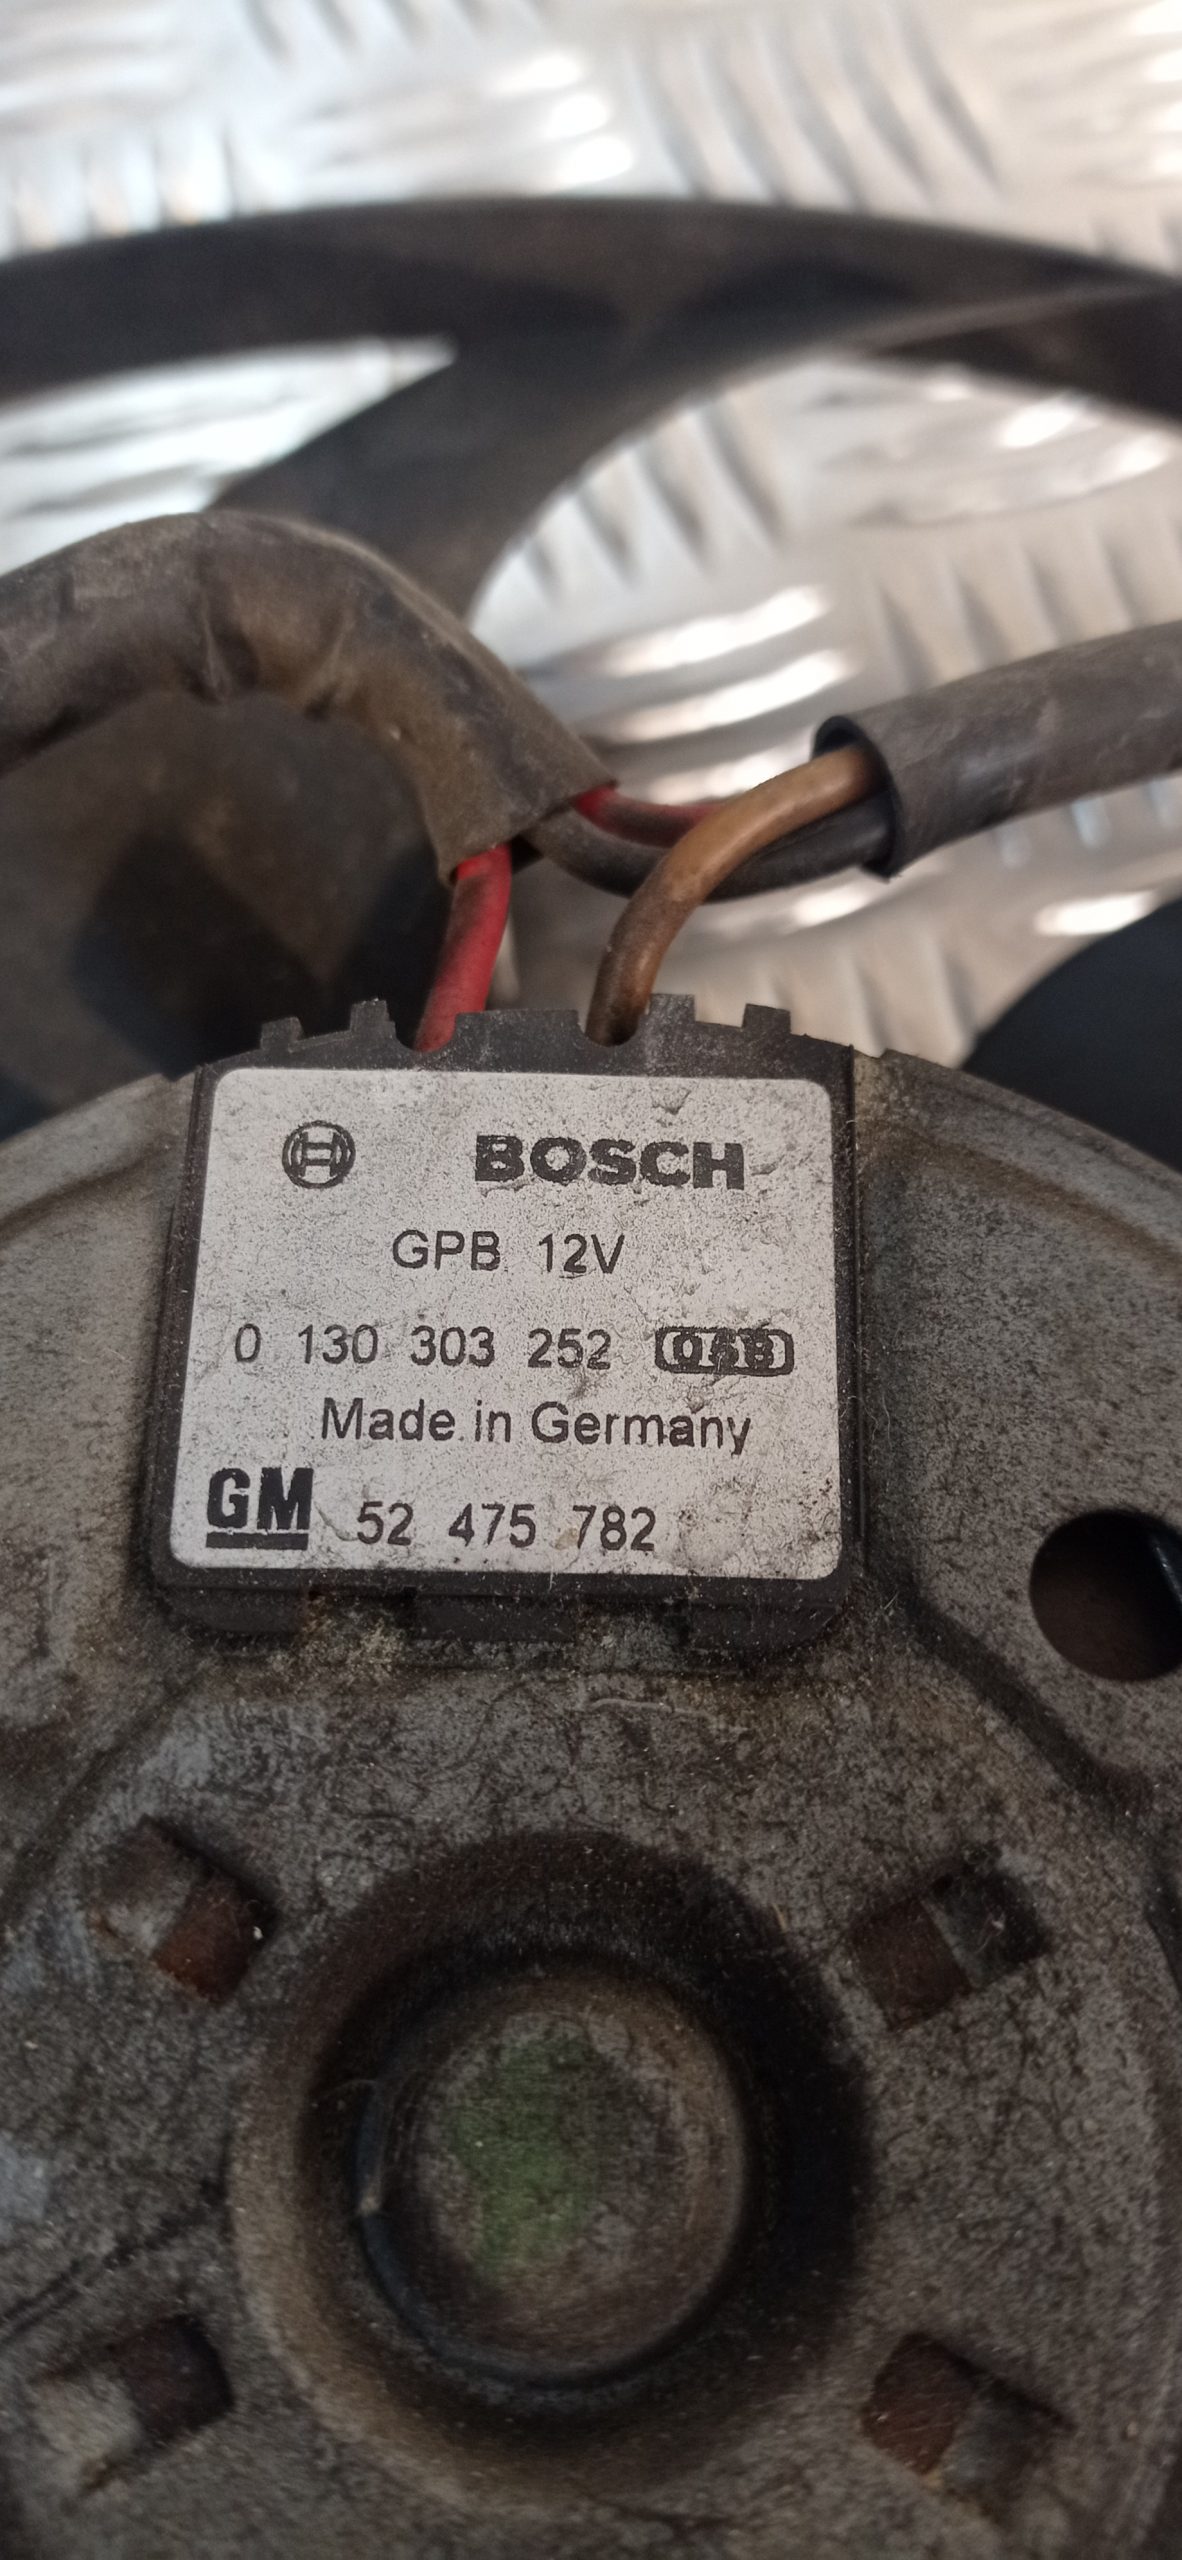 BOSCH
GPB 12V
0 130 303 252
Made in Germany
GM 52 475 782